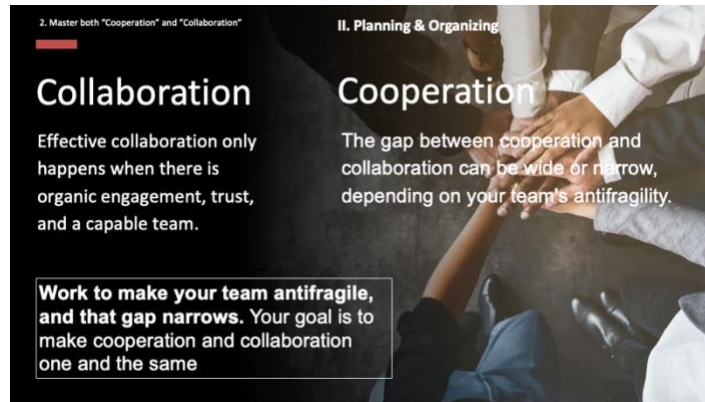 2. Master both "Cooperation" and "Collaboration"
II. Planning & Organizing
Collaboration
Effective collaboration only
happens when there is
organic engagement, trust,
and a capable team.
Cooperation
The gap between cooperation and
collaboration can be wide or narrow,
depending on your team's antifragility.
Work to make your team antifragile,
and that gap narrows. Your goal is to
make cooperation and collaboration
one and the same